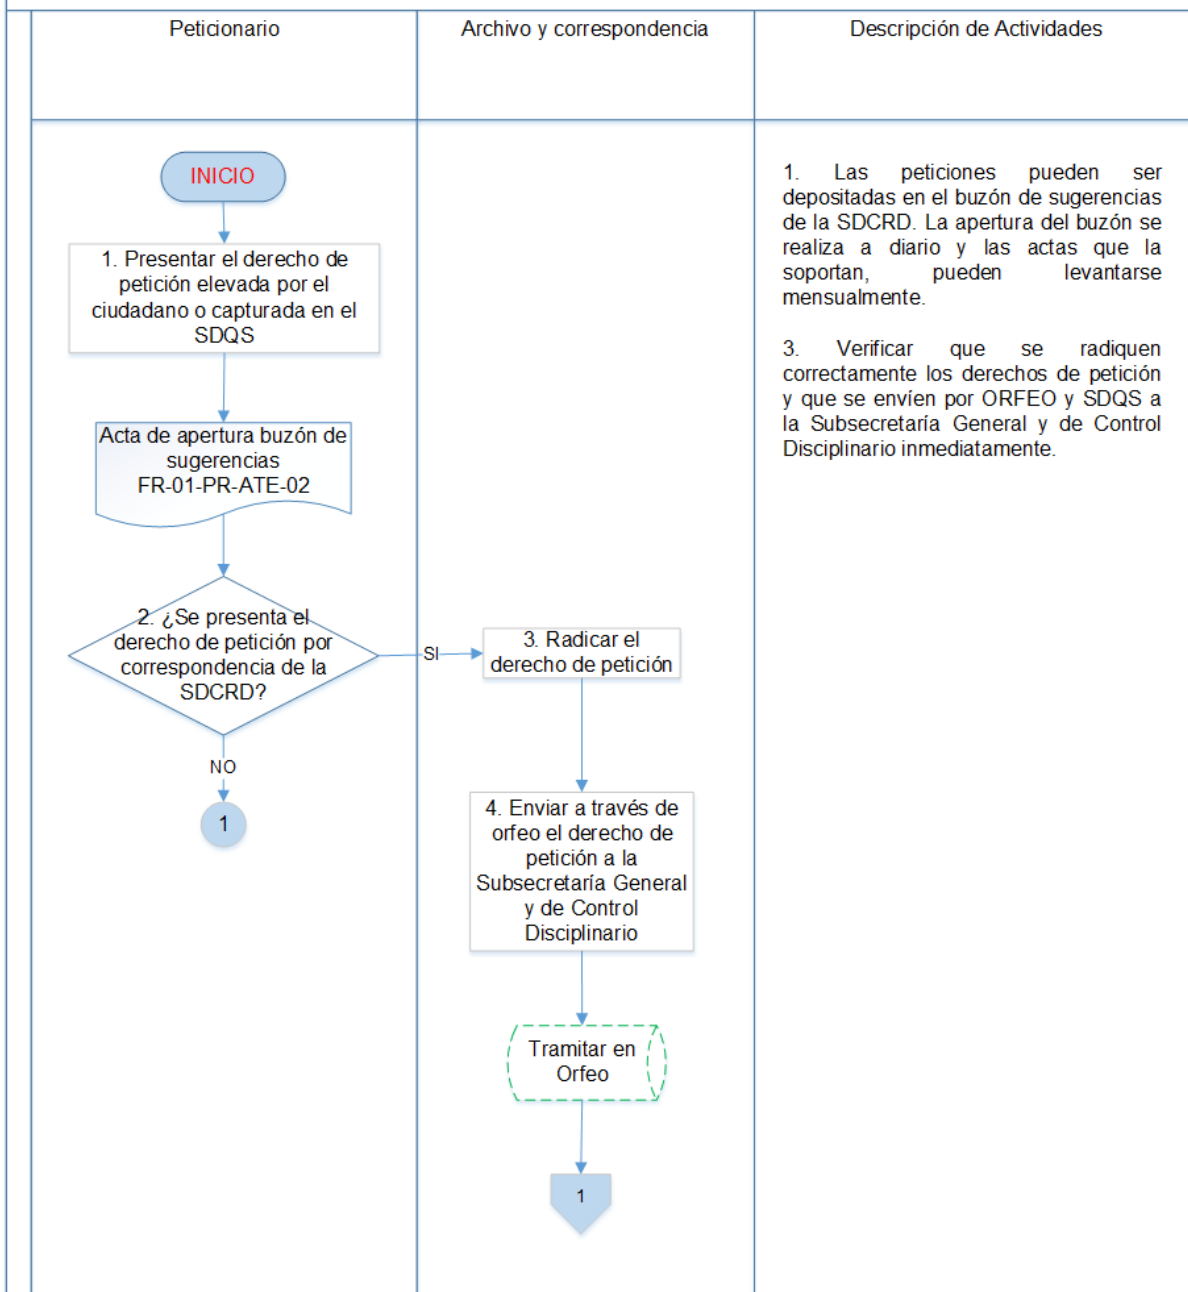 Peticionario
Archivo y correspondencia
Descripción de Actividades
INICIO
1. Presentar el derecho de
petición elevada por el
ciudadano o capturada en el
SDQS
Acta de apertura buzón de
sugerencias
FR-01-PR-ATE-02
2. ¿Se presenta el
derecho de petición por
correspondencia de la
SDCRD?
NO
1
SI
3. Radicar el
derecho de petición
4. Enviar a través de
orfeo el derecho de
petición a la
Subsecretaría General
y de Control
Disciplinario
Tramitar en
Orfeo
1
1. Las peticiones pueden ser
depositadas en el buzón de sugerencias
de la SDCRD. La apertura del buzón se
realiza a diario y las actas que la
soportan, pueden levantarse
mensualmente.
3. Verificar que se radiquen
correctamente los derechos de petición
y que se envíen por ORFEO y SDQS a
la Subsecretaría General y de Control
Disciplinario inmediatamente.